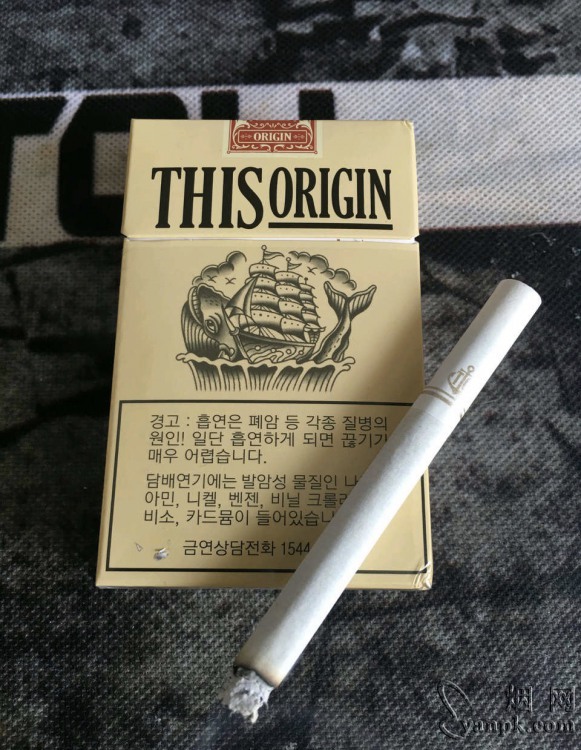 ORIGIN
THIS ORIGIN
경고 : 흡연은 폐암 등 각종 질병의
원인! 일단 흡연하게 되면 끊기가
매우 어렵습니다.
담배연기에는 발암성 물질인
아민, 니켈, 벤젠, 비닐
비소, 카드뮴이
금연상담전화 1544
烟网
yanpk.com